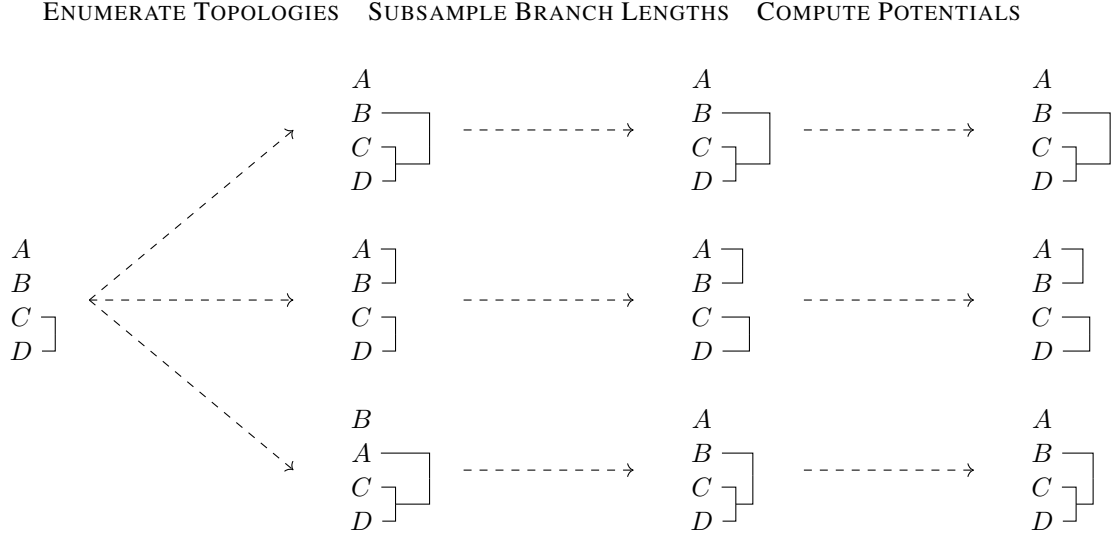 ENUMERATE TOPOLOGIES SUBSAMPLE BRANCH LENGTHS COMPUTE POTENTIALS
A A A
B B B
C C C
D D D
A A A A
B B B B
C C C C
D D D D
B A A
A B B
C C C
D D D